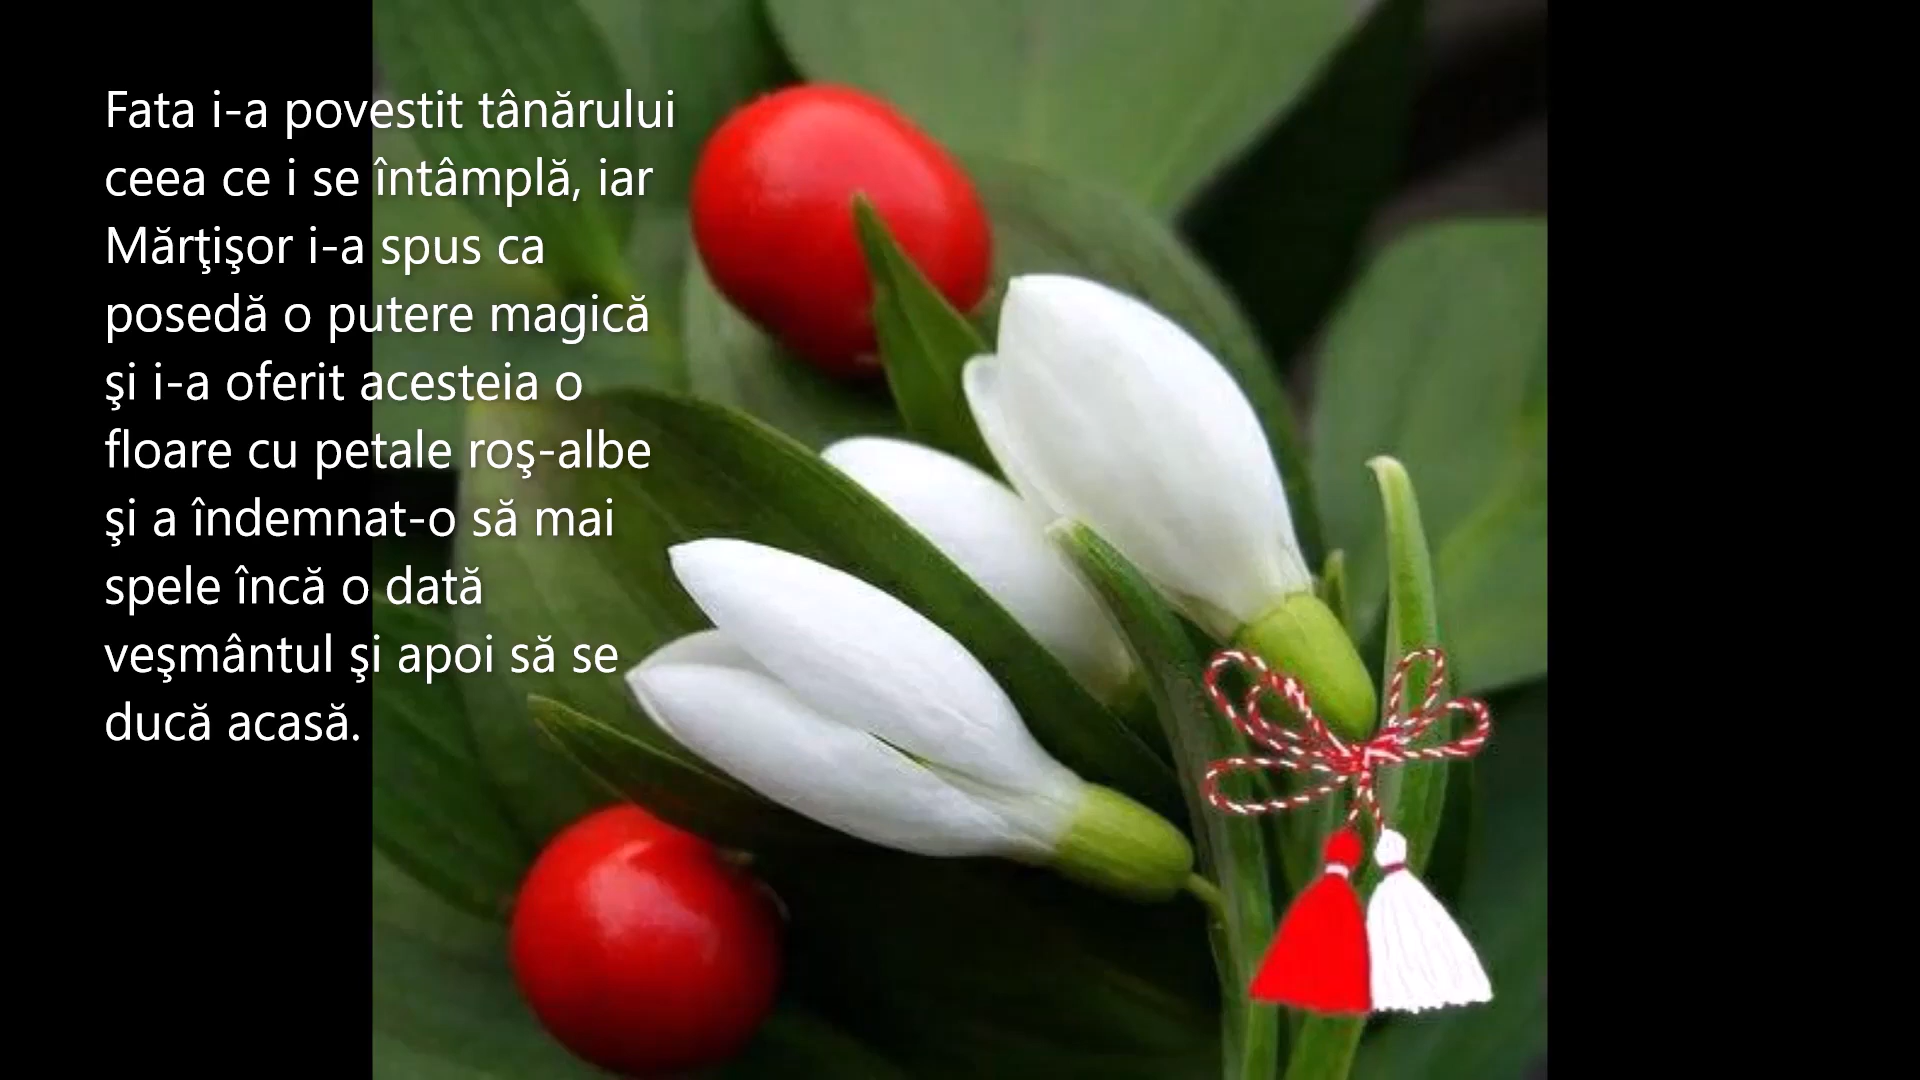 Fata i-a povestit tânărului
ceea ce i se întâmplă, iar
Mărţişor i-a spus ca
posedă o putere magică
şi i-a oferit acesteia o
floare cu petale roş-albe
şi a îndemnat-o să mai
spele încă o dată
veşmântul şi apoi să se
ducă acasă.